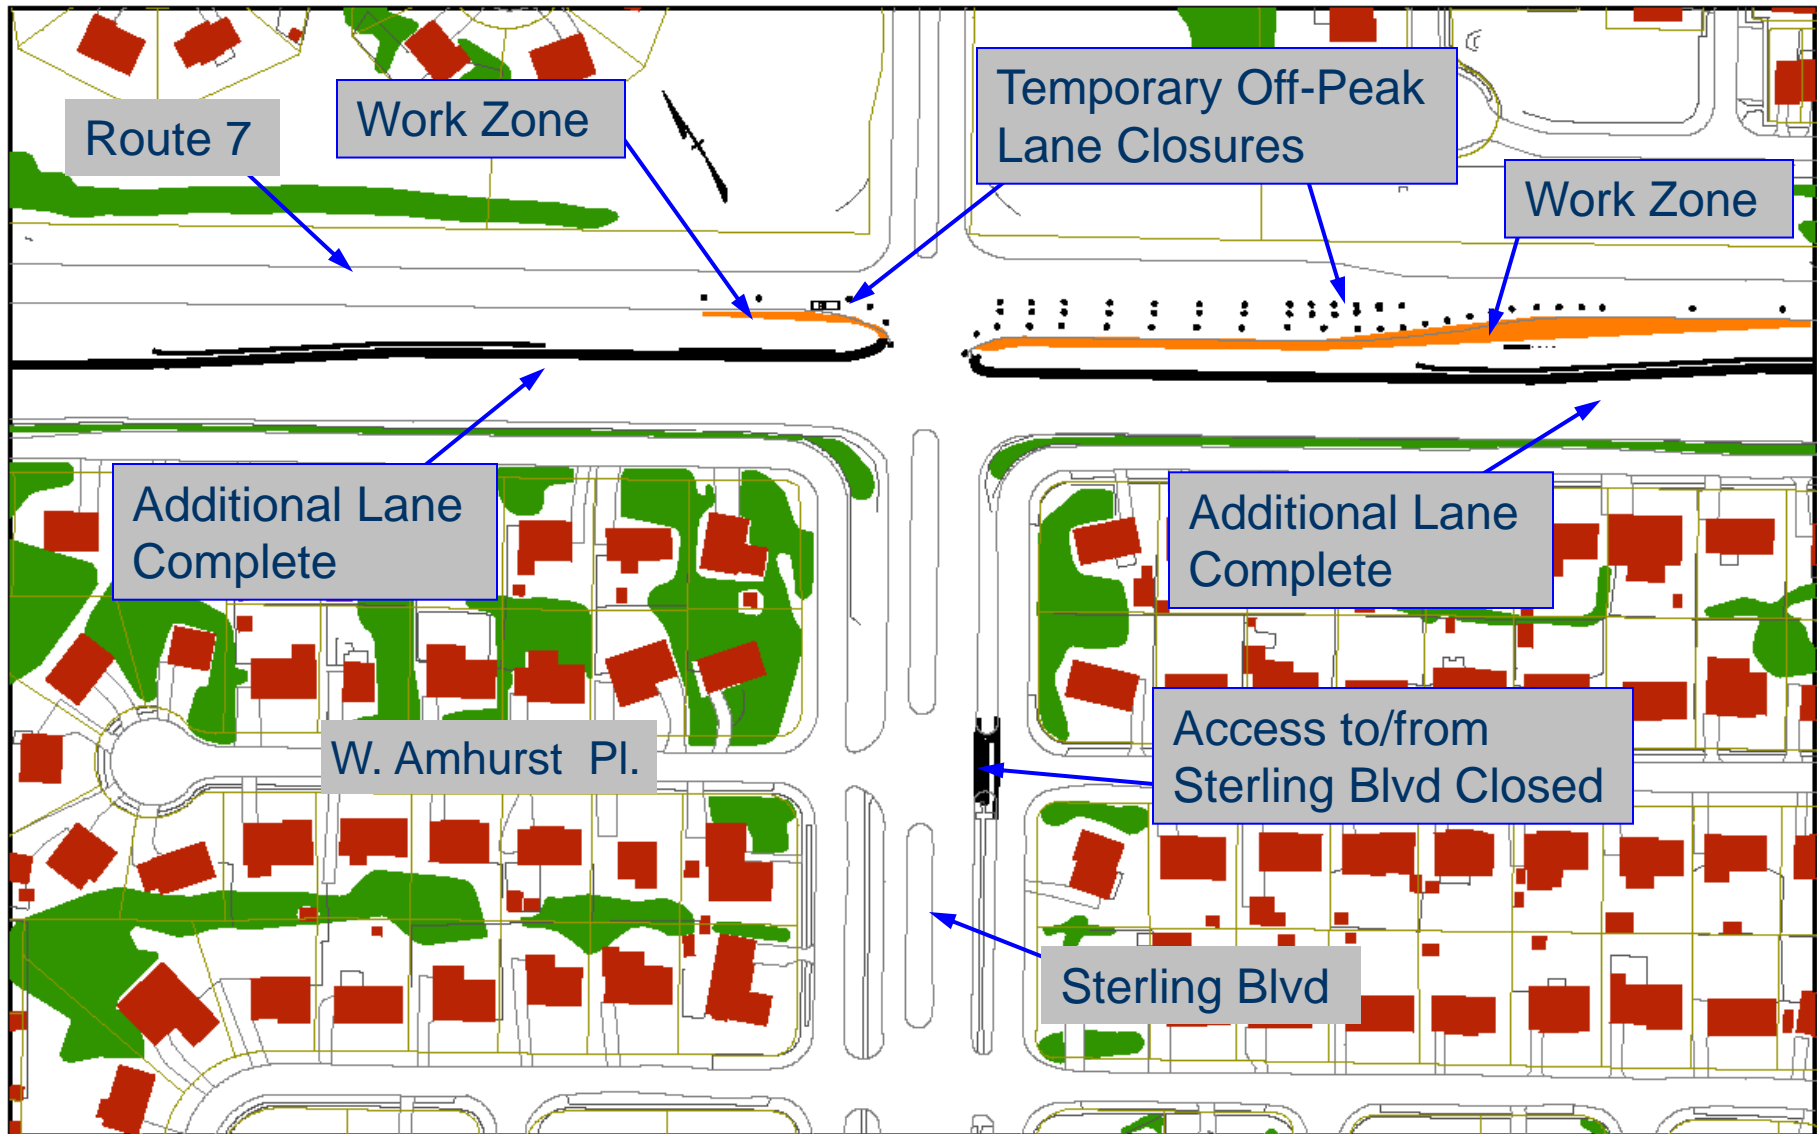 Temporary Off-Peak
Lane Closures
Work Zone
Route 7
Work Zone
Additional Lane
Complete
Additional Lane
Complete
W. Amhurst Pl.
Access to/from
Sterling Blvd Closed
Sterling Blvd